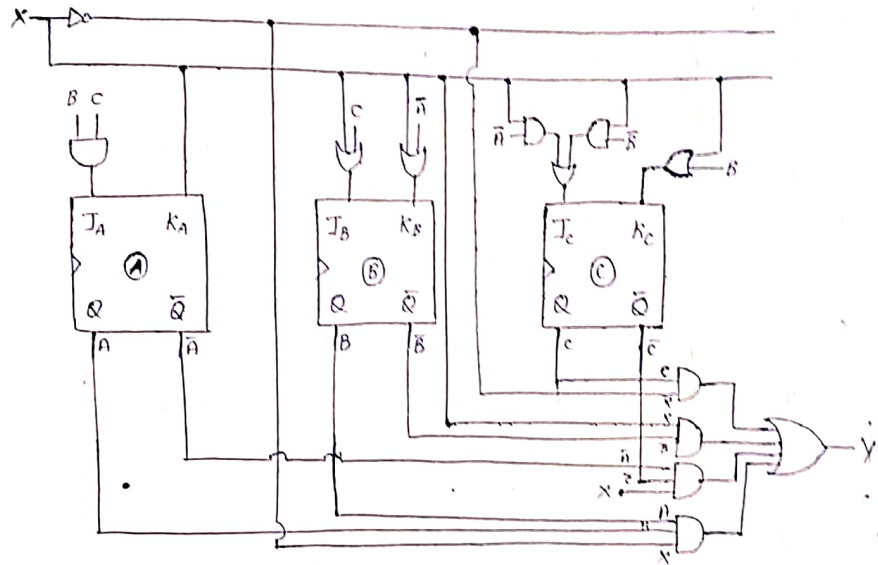 X
B C
C
Ā
Ā
B̅
B
J_A K_A
A
Q Q̅
J_B K_B
B
Q Q̅
J_C K_C
C
Q Q̅
A Ā
B B̅
C C̅
C
Ā
X
A
B
X
Y